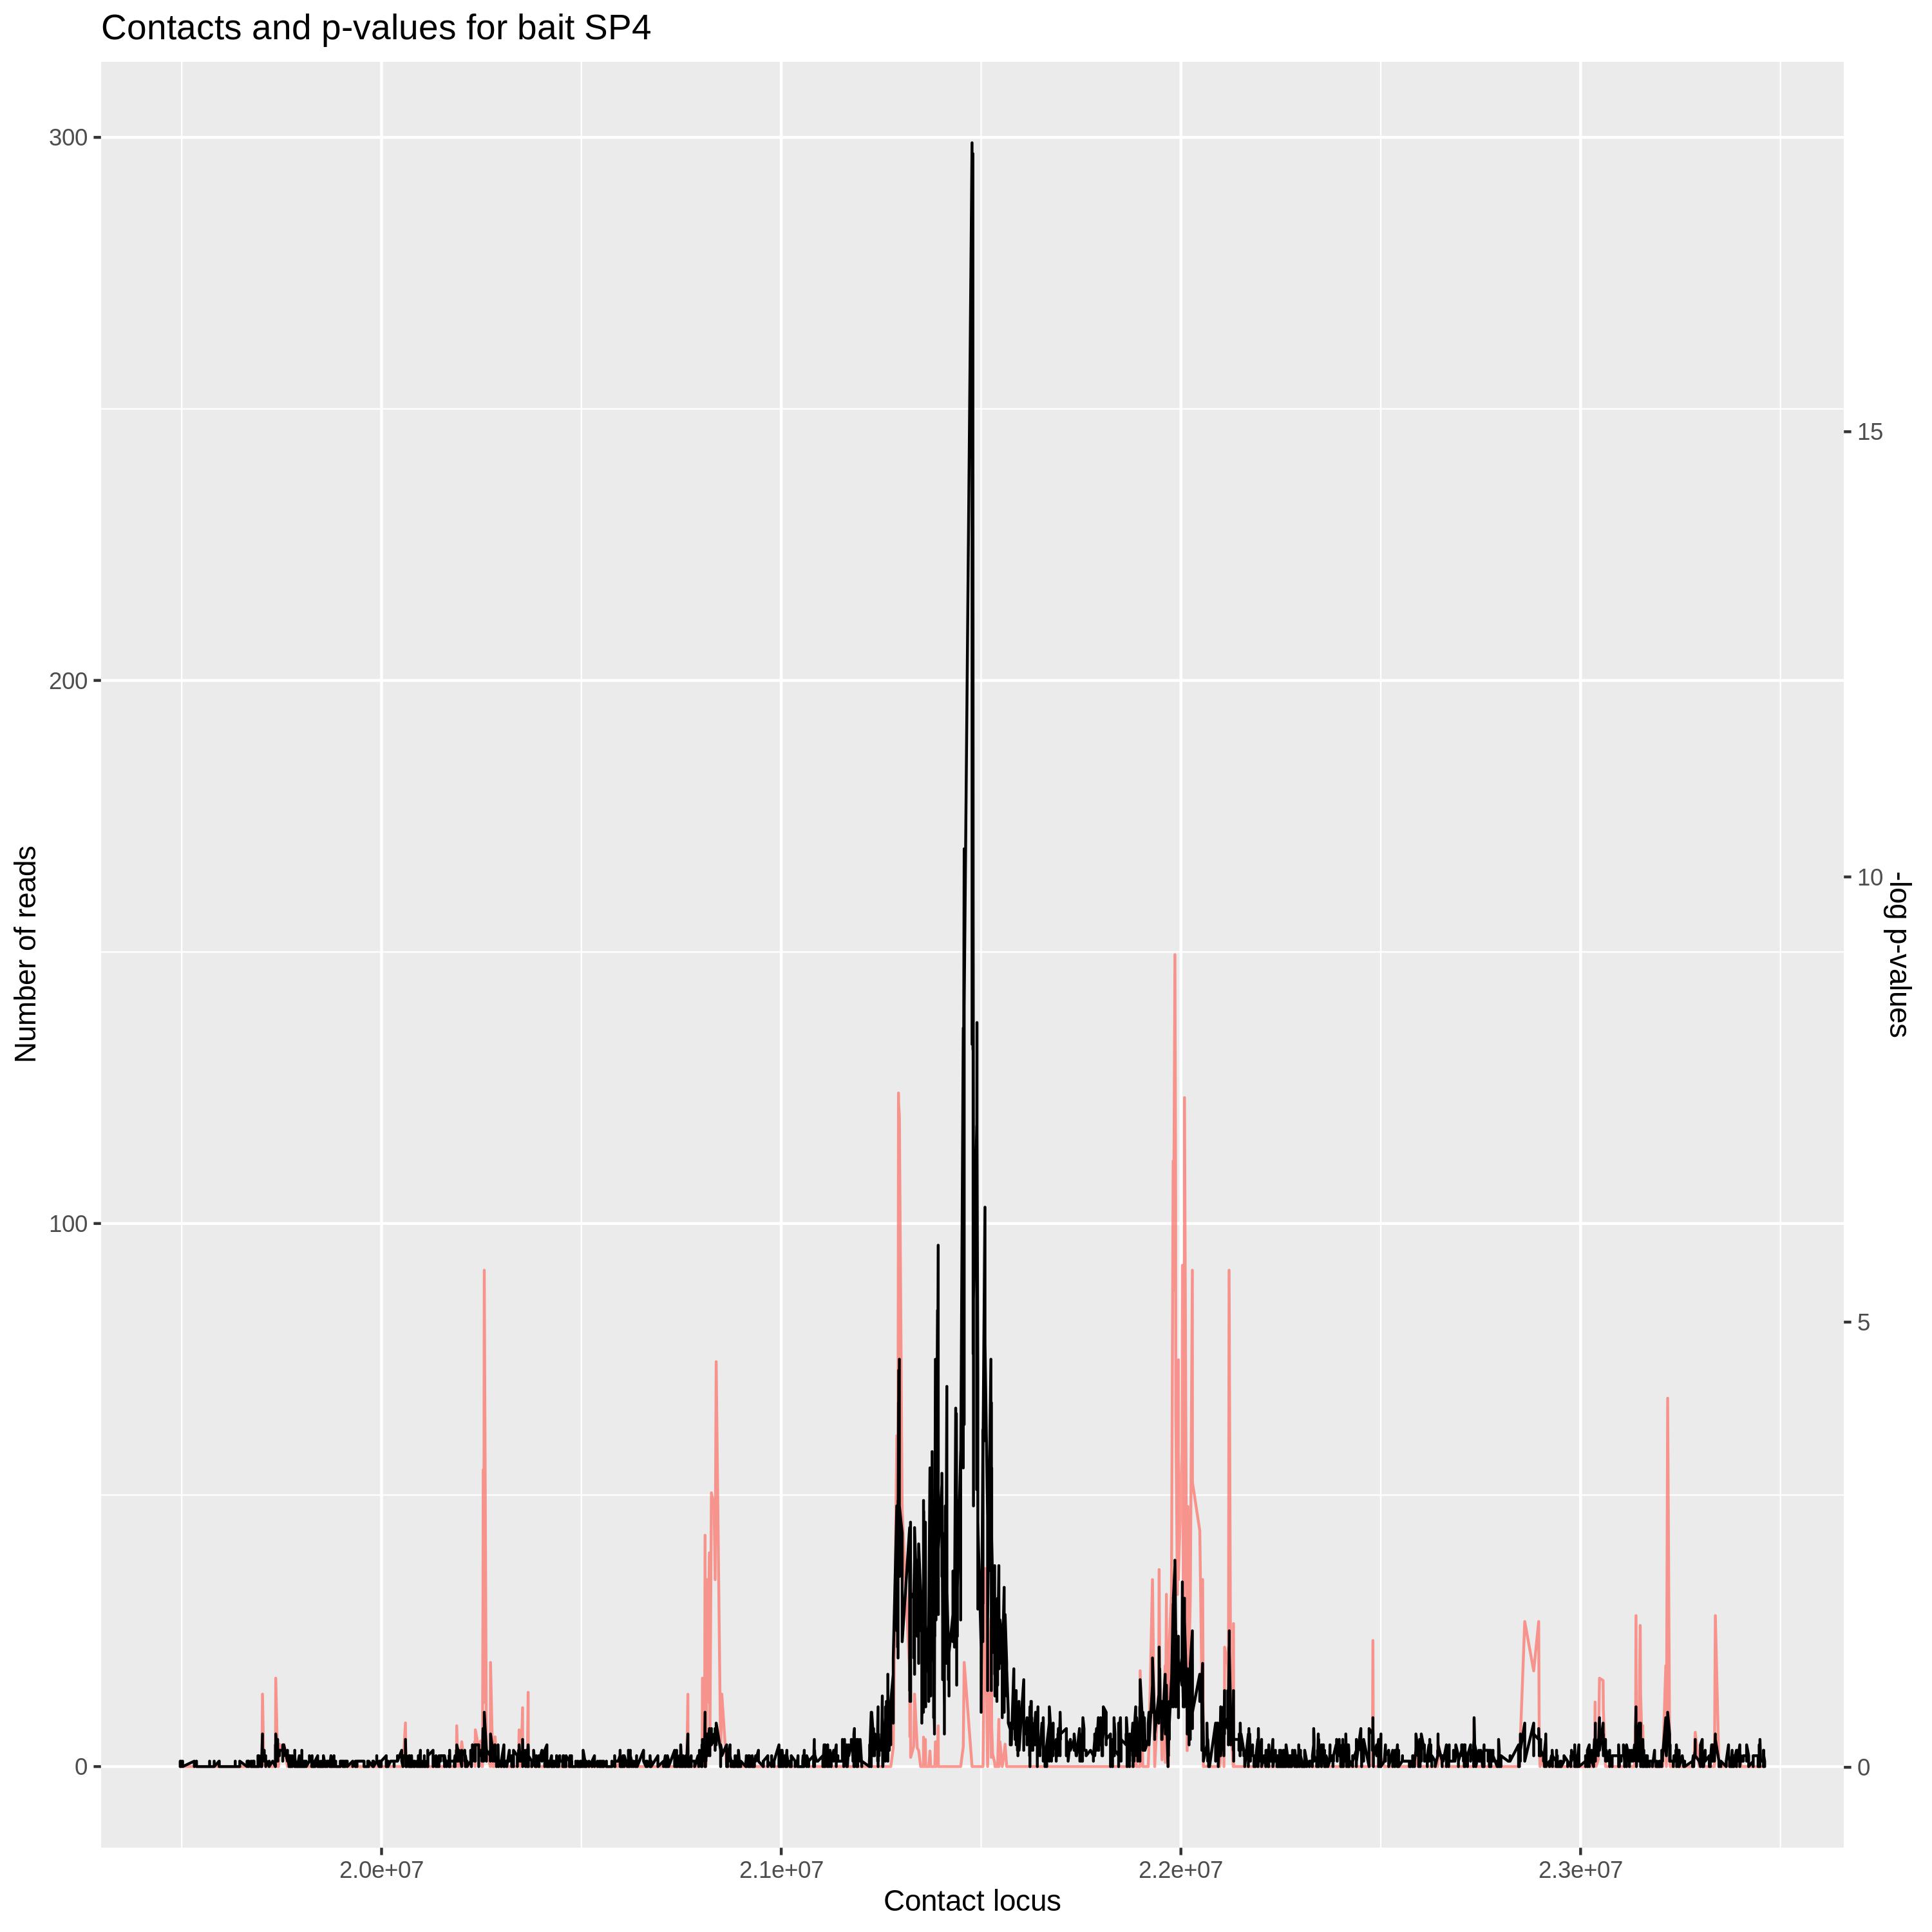 Contacts and p-values for bait SP4
300
200
100
0
Number of reads
15
10
5
0
-log p-values
2.0e+07
2.1e+07
2.2e+07
2.3e+07
Contact locus